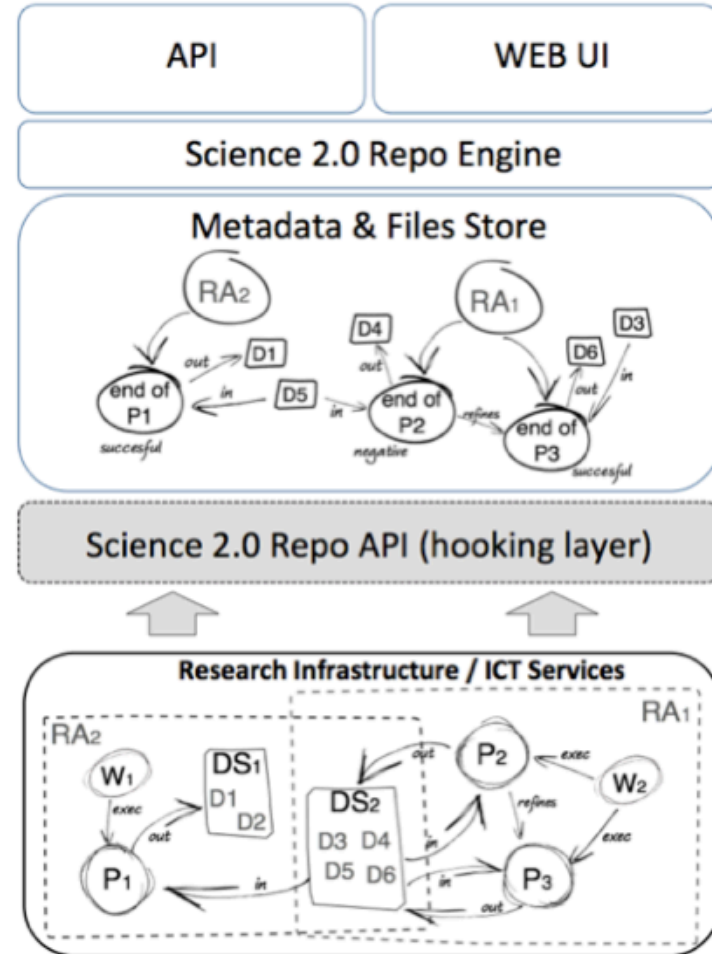 API
WEB UI
Science 2.0 Repo Engine
Metadata & Files Store
RA2
RA1
D4
D3
D1
D6
out
out
out
in
end of
P1
in
D5
in
end of
P2
refines
end of
P3
succesful
negative
succesful
Science 2.0 Repo API (hooking layer)
Research Infrastructure / ICT Services
RA2
RA1
W1
DS1
D1
D2
exec
out
P1
in
DS2
D3 D4
D5 D6
out
P2
exec
W2
in
refines
exec
in
P3
out